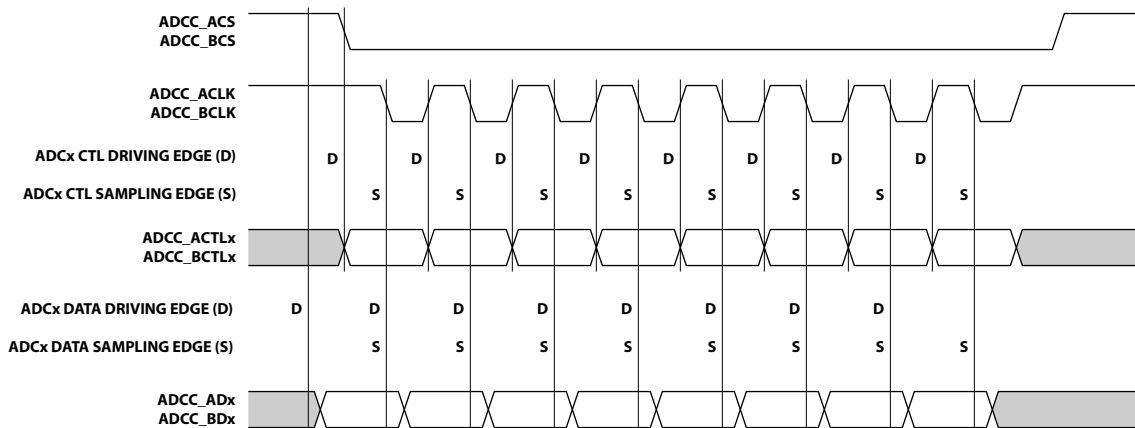 ADCC_ACS
ADCC_BCS
ADCC_ACLK
ADCC_BCLK
ADCx CTL DRIVING EDGE (D) D D D D D D D D
ADCx CTL SAMPLING EDGE (S) S S S S S S S S
ADCC_ACTLx
ADCC_BCTLx
ADCx DATA DRIVING EDGE (D) D D D D D D D D
ADCx DATA SAMPLING EDGE (S) S S S S S S S S
ADCC_ADx
ADCC_BDx